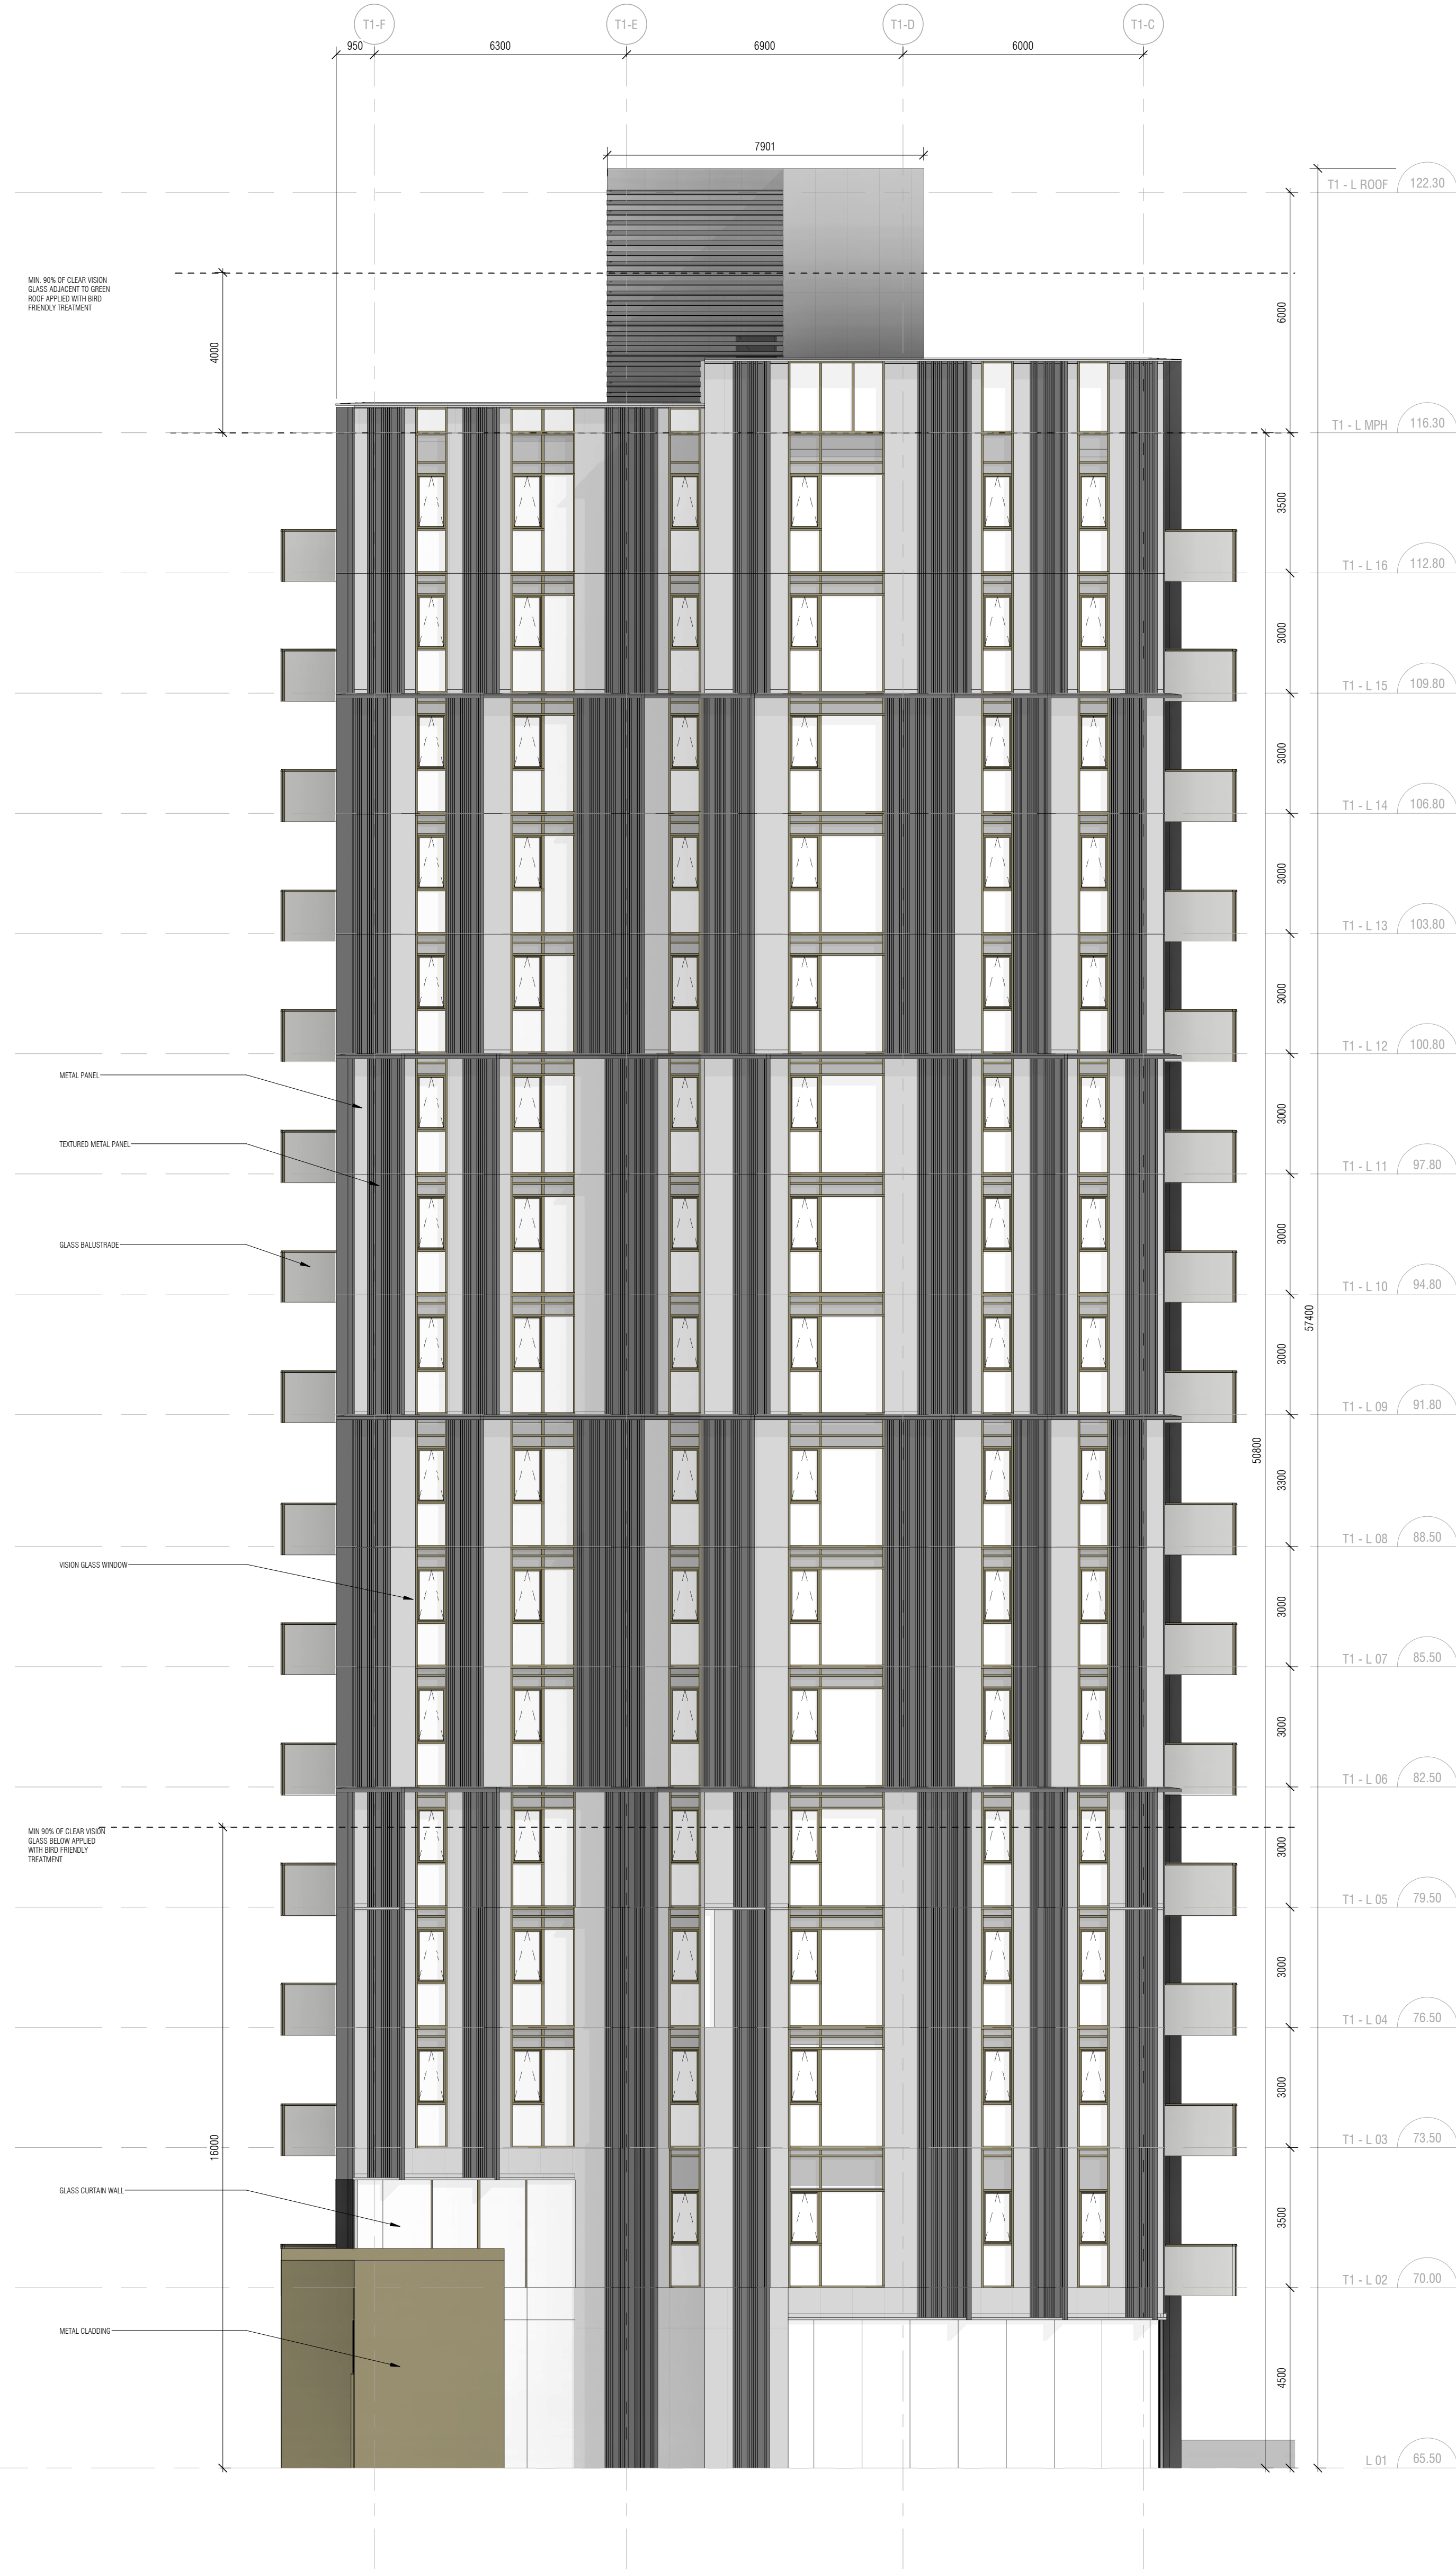 T1-F T1-E T1-D T1-C
950 6300 6900 6000
7901
T1 - L ROOF 122.30
MIN. 90% OF CLEAR VISION
GLASS ADJACENT TO GREEN
ROOF APPLIED WITH BIRD
FRIENDLY TREATMENT
6000
4000
T1 - L MPH 116.30
3500
T1 - L 16 112.80
3000
T1 - L 15 109.80
3000
T1 - L 14 106.80
3000
T1 - L 13 103.80
3000
T1 - L 12 100.80
METAL PANEL
3000
TEXTURED METAL PANEL
T1 - L 11 97.80
3000
GLASS BALUSTRADE
T1 - L 10 94.80
57400
3000
T1 - L 09 91.80
50800
3300
T1 - L 08 88.50
VISION GLASS WINDOW
3000
T1 - L 07 85.50
3000
T1 - L 06 82.50
MIN 90% OF CLEAR VISION
GLASS BELOW APPLIED
WITH BIRD FRIENDLY
TREATMENT
3000
T1 - L 05 79.50
3000
T1 - L 04 76.50
3000
T1 - L 03 73.50
16000
GLASS CURTAIN WALL
3500
T1 - L 02 70.00
METAL CLADDING
4500
L 01 65.50